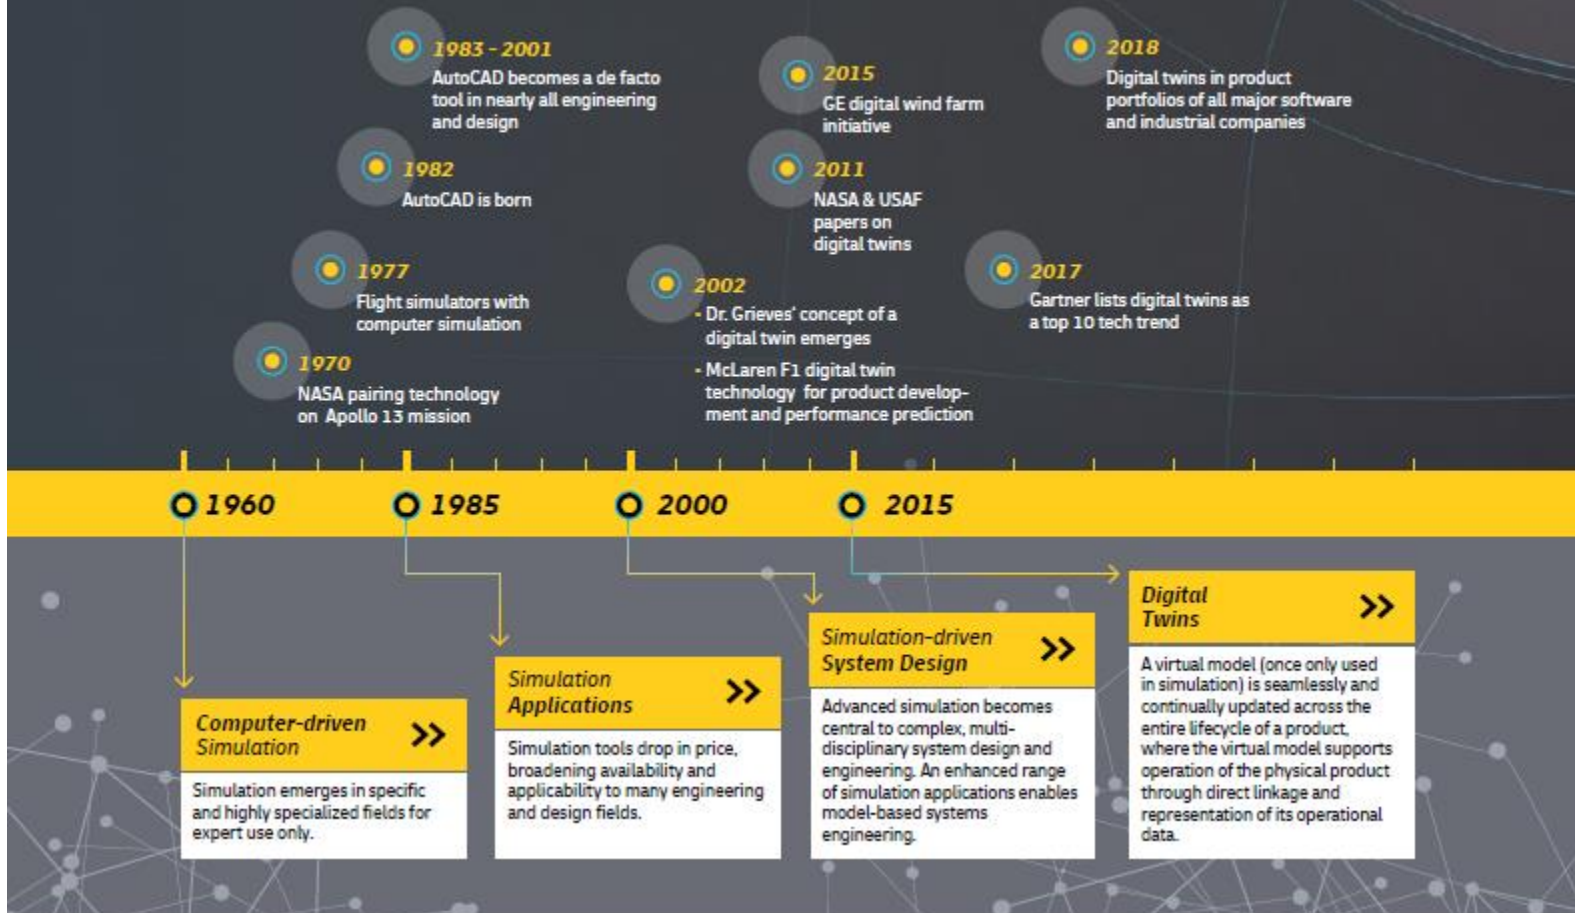 1983 - 2001
AutoCAD becomes a de facto
tool in nearly all engineering
and design
1982
AutoCAD is born
1977
Flight simulators with
computer simulation
1970
NASA pairing technology
on Apollo 13 mission
2015
GE digital wind farm
initiative
2011
NASA & USAF
papers on
digital twins
2002
- Dr. Grieves' concept of a
digital twin emerges
- McLaren F1 digital twin
technology for product develop-
ment and performance prediction
2018
Digital twins in product
portfolios of all major software
and industrial companies
2017
Gartner lists digital twins as
a top 10 tech trend
1960
1985
2000
2015
Computer-driven
Simulation
Simulation emerges in specific
and highly specialized fields for
expert use only.
Simulation
Applications
Simulation tools drop in price,
broadening availability and
applicability to many engineering
and design fields.
Simulation-driven
System Design
Advanced simulation becomes
central to complex, multi-
disciplinary system design and
engineering. An enhanced range
of simulation applications enables
model-based systems
engineering.
Digital
Twins
A virtual model (once only used
in simulation) is seamlessly and
continually updated across the
entire lifecycle of a product,
where the virtual model supports
operation of the physical product
through direct linkage and
representation of its operational
data.